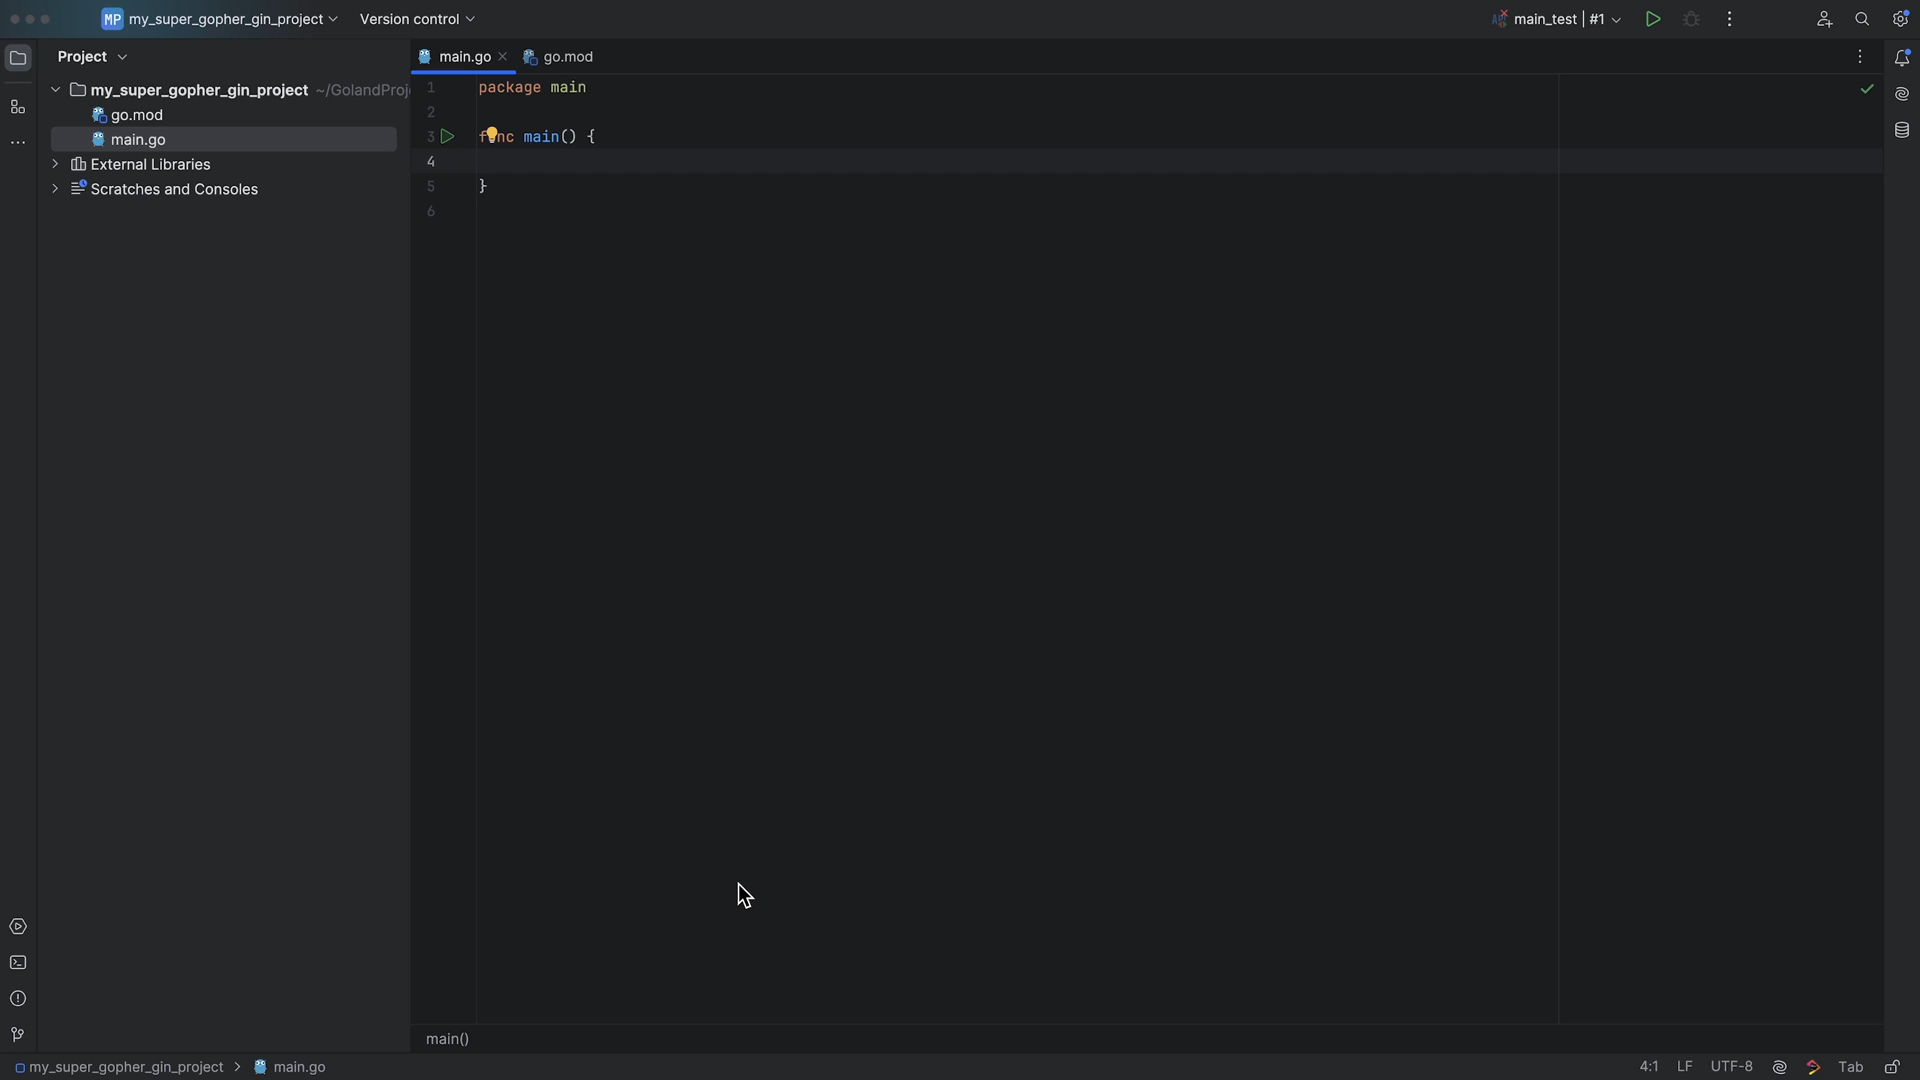 MP my_super_gopher_gin_project Version control main_test | #1
Project
main.go go.mod
my_super_gopher_gin_project ~/GolandProj
go.mod
main.go
External Libraries
Scratches and Consoles
1 package main
2
3 func main() {
4
5 }
6
main()
my_super_gopher_gin_project > main.go 4:1 LF UTF-8 Tab